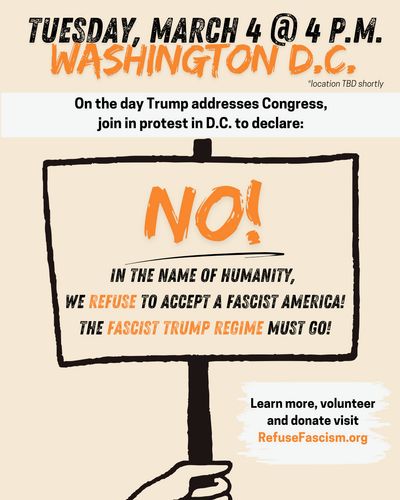 TUESDAY, MARCH 4 @ 4 P.M.
WASHINGTON D.C.
*location TBD shortly
On the day Trump addresses Congress,
join in protest in D.C. to declare:
NO!
IN THE NAME OF HUMANITY,
WE REFUSE TO ACCEPT A FASCIST AMERICA!
THE FASCIST TRUMP REGIME MUST GO!
Learn more, volunteer
and donate visit
RefuseFascism.org